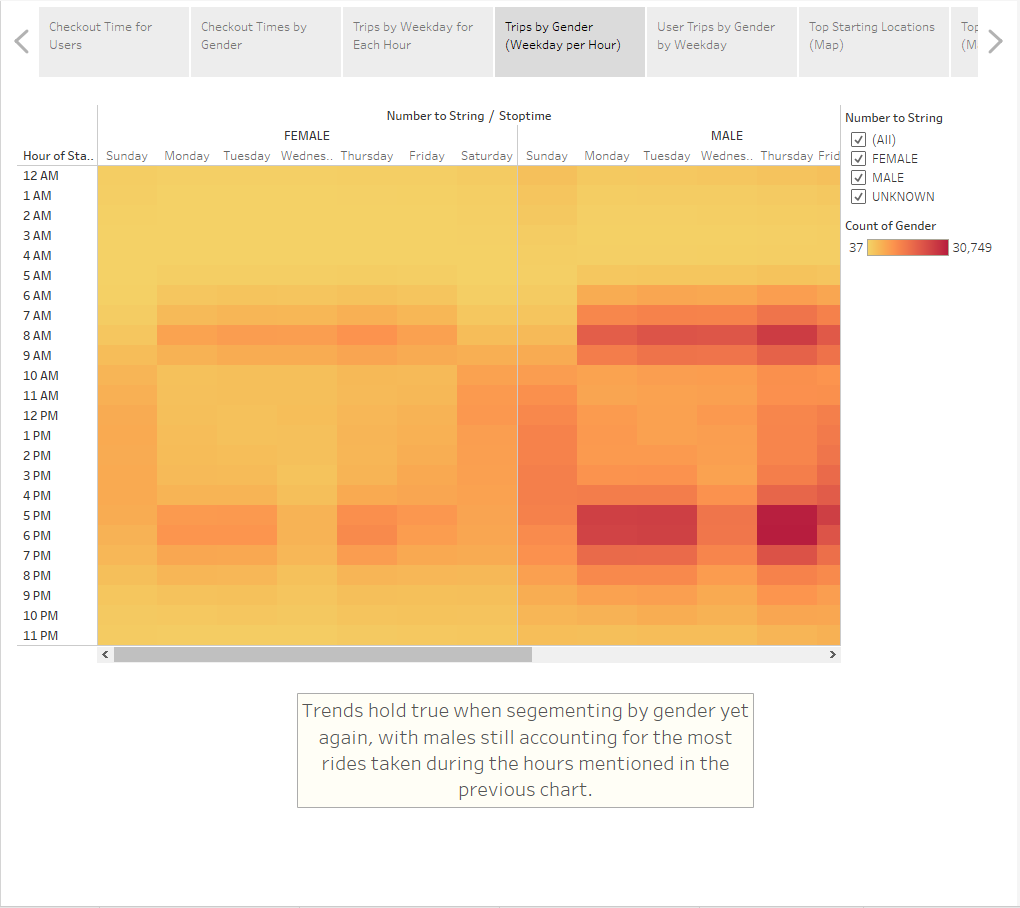 Checkout Time for
Users
Checkout Times by
Gender
Trips by Weekday for
Each Hour
Trips by Gender
(Weekday per Hour)
User Trips by Gender
by Weekday
Top Starting Locations
(Map)
Top
(M
Number to String / Stoptime
FEMALE MALE
Hour of Sta.. Sunday Monday Tuesday Wednes.. Thursday Friday Saturday Sunday Monday Tuesday Wednes.. Thursday Frid
12 AM
1 AM
2 AM
3 AM
4 AM
5 AM
6 AM
7 AM
8 AM
9 AM
10 AM
11 AM
12 PM
1 PM
2 PM
3 PM
4 PM
5 PM
6 PM
7 PM
8 PM
9 PM
10 PM
11 PM
Number to String
(All)
FEMALE
MALE
UNKNOWN
Count of Gender
37 30,749
Trends hold true when segementing by gender yet
again, with males still accounting for the most
rides taken during the hours mentioned in the
previous chart.